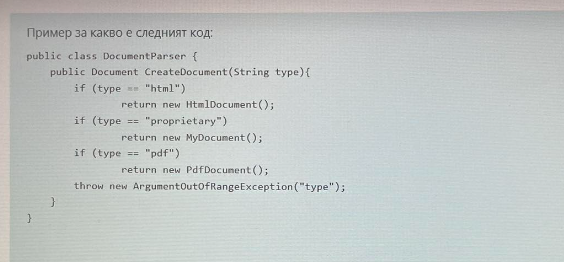 Пример за какво е следният код:
public class DocumentParser {
public Document CreateDocument(String type){
if (type == "html")
return new HtmlDocument();
if (type == "proprietary")
return new MyDocument();
if (type == "pdf")
return new PdfDocument();
throw new ArgumentOutOfRangeException("type");
}
}